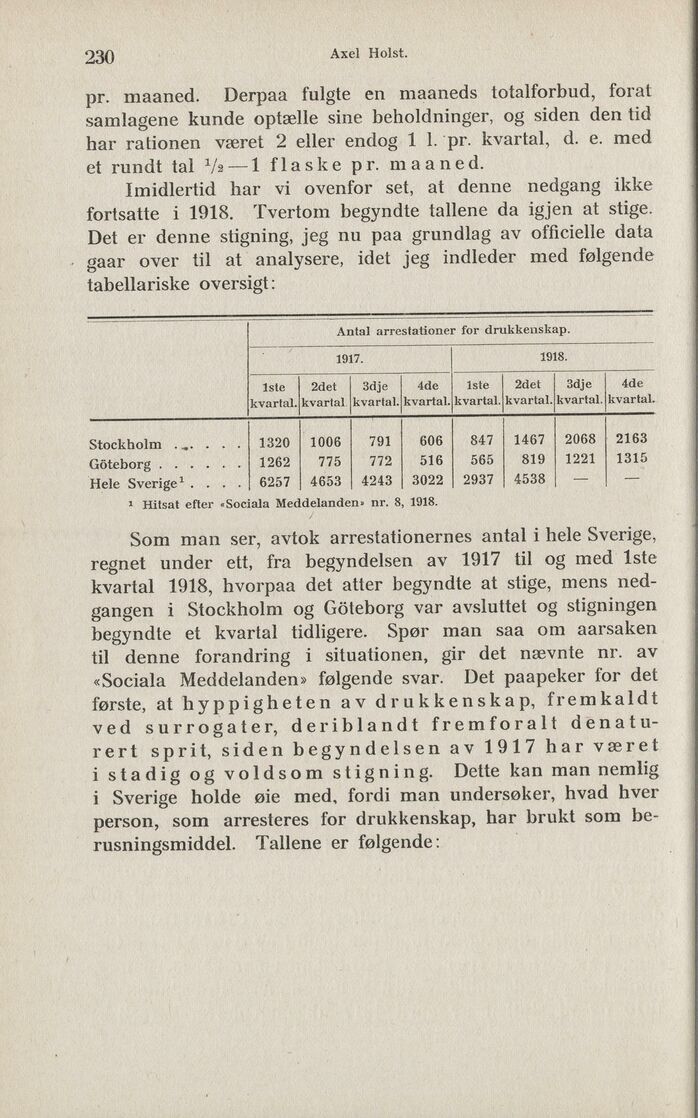 230
Axel Holst.
pr. maaned. Derpaa fulgte en maaneds totalforbud, forat
samlagene kunde optælle sine beholdninger, og siden den tid
har rationen været 2 eller endog 1 l. pr. kvartal, d. e. med
et rundt tal ½—1 flaske pr. maaned.
Imidlertid har vi ovenfor set, at denne nedgang ikke
fortsatte i 1918. Tvertom begyndte tallene da igjen at stige.
Det er denne stigning, jeg nu paa grundlag av officielle data
gaar over til at analysere, idet jeg indleder med følgende
tabellariske oversigt:
Antal arrestationer for drukkenskap.
1917. 1918.
1ste 2det 3dje 4de 1ste 2det 3dje 4de
kvartal. kvartal kvartal. kvartal. kvartal. kvartal. kvartal. kvartal.
Stockholm . . . . . 1320 1006 791 606 847 1467 2068 2163
Göteborg . . . . . . 1262 775 772 516 565 819 1221 1315
Hele Sverige¹ . . . . 6257 4653 4243 3022 2937 4538 — —
¹ Hitsat efter «Sociala Meddelanden» nr. 8, 1918.
Som man ser, avtok arrestationernes antal i hele Sverige,
regnet under ett, fra begyndelsen av 1917 til og med 1ste
kvartal 1918, hvorpaa det atter begyndte at stige, mens ned-
gangen i Stockholm og Göteborg var avsluttet og stigningen
begyndte et kvartal tidligere. Spør man saa om aarsaken
til denne forandring i situationen, gir det nævnte nr. av
«Sociala Meddelanden» følgende svar. Det paapeker for det
første, at hyppigheten av drukkenskap, fremkaldt
ved surrogater, deriblandt fremforalt denatu-
rert sprit, siden begyndelsen av 1917 har været
i stadig og voldsom stigning. Dette kan man nemlig
i Sverige holde øie med, fordi man undersøker, hvad hver
person, som arresteres for drukkenskap, har brukt som be-
rusningsmiddel. Tallene er følgende: